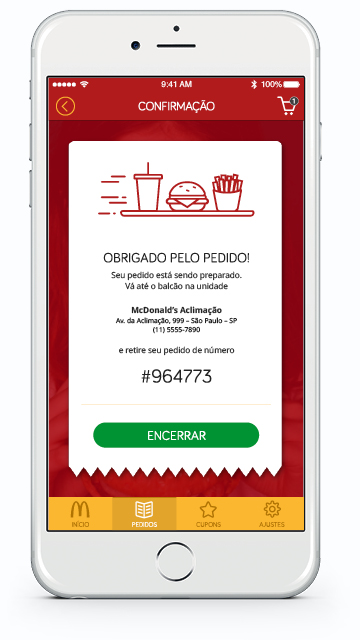 9:41 AM 100%
CONFIRMAÇÃO
1
OBRIGADO PELO PEDIDO!
Seu pedido está sendo preparado.
Vá até o balcão na unidade
McDonald's Aclimação
Av. da Aclimação, 999 – São Paulo – SP
(11) 5555-7890
e retire seu pedido de número
#964773
ENCERRAR
INÍCIO PEDIDOS CUPONS AJUSTES